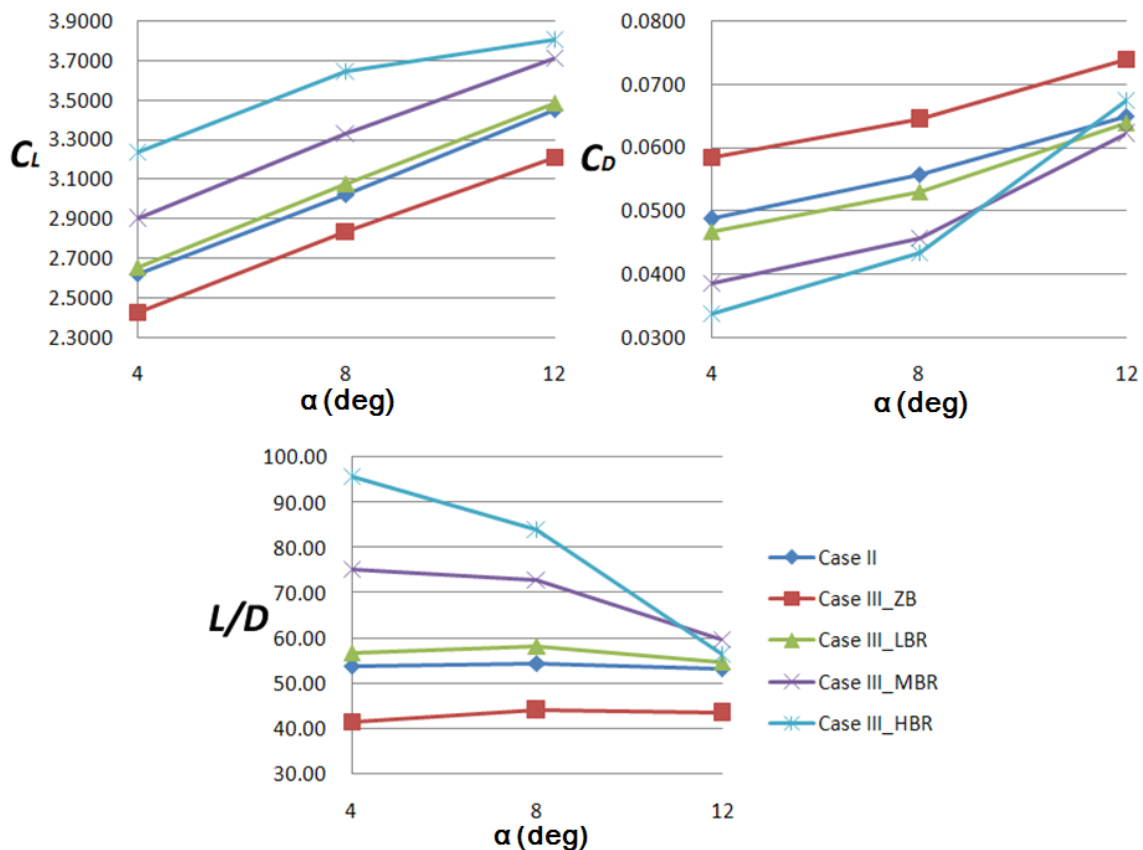 3.9000
3.7000
3.5000
3.3000
3.1000
2.9000
2.7000
2.5000
2.3000
C_L
4 8 12
α (deg)
0.0800
0.0700
0.0600
0.0500
0.0400
0.0300
C_D
4 8 12
α (deg)
100.00
90.00
80.00
70.00
60.00
50.00
40.00
30.00
L/D
4 8 12
α (deg)
Case II
Case III_ZB
Case III_LBR
Case III_MBR
Case III_HBR